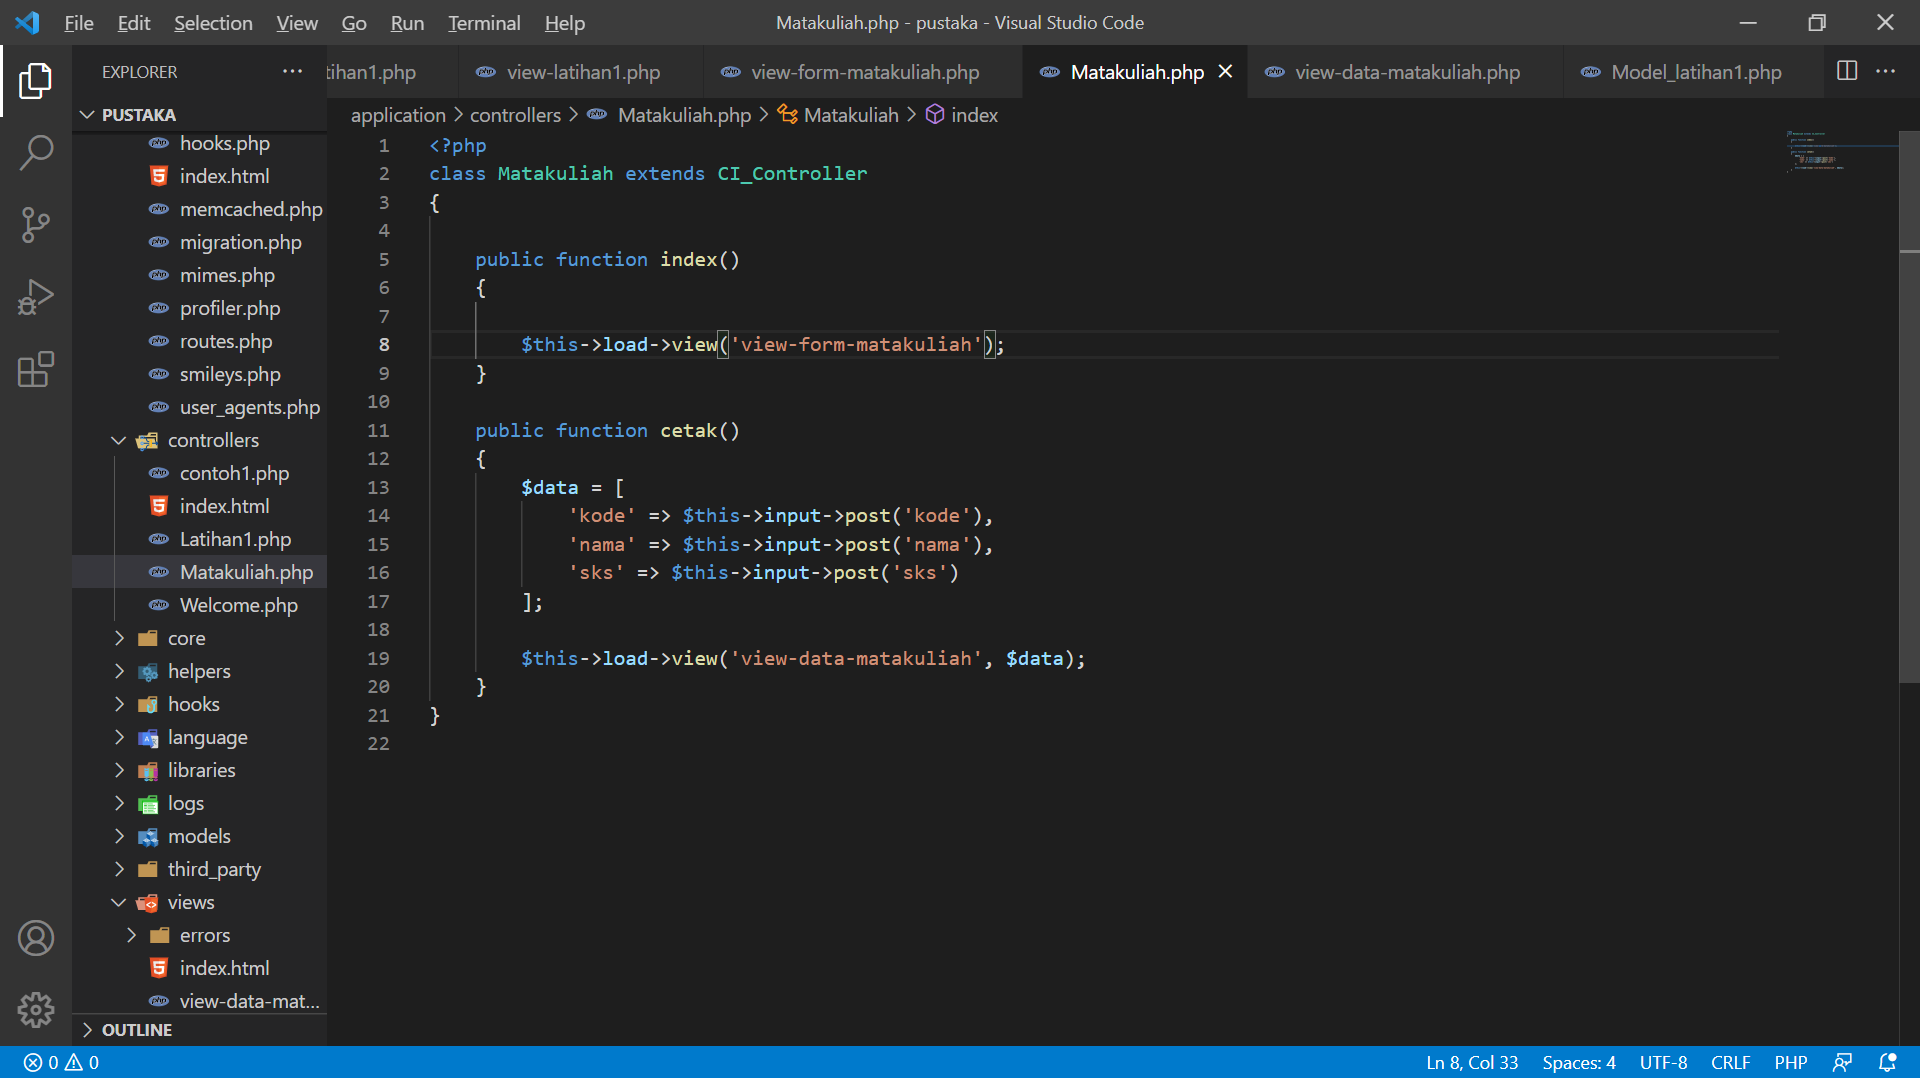 File Edit Selection View Go Run Terminal Help
Matakuliah.php - pustaka - Visual Studio Code
EXPLORER
tihan1.php
view-latihan1.php
view-form-matakuliah.php
Matakuliah.php
view-data-matakuliah.php
Model_latihan1.php
PUSTAKA
hooks.php
index.html
memcached.php
migration.php
mimes.php
profiler.php
routes.php
smileys.php
user_agents.php
controllers
contoh1.php
index.html
Latihan1.php
Matakuliah.php
Welcome.php
core
helpers
hooks
language
libraries
logs
models
third_party
views
errors
index.html
view-data-mat...
OUTLINE
application > controllers > Matakuliah.php > Matakuliah > index
1 <?php
2 class Matakuliah extends CI_Controller
3 {
4
5     public function index()
6     {
7
8         $this->load->view('view-form-matakuliah');
9     }
10
11     public function cetak()
12     {
13         $data = [
14             'kode' => $this->input->post('kode'),
15             'nama' => $this->input->post('nama'),
16             'sks' => $this->input->post('sks')
17         ];
18
19         $this->load->view('view-data-matakuliah', $data);
20     }
21 }
22
0 0
Ln 8, Col 33 Spaces: 4 UTF-8 CRLF PHP